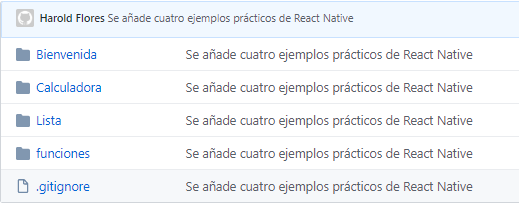 Harold Flores Se añade cuatro ejemplos prácticos de React Native
Bienvenida Se añade cuatro ejemplos prácticos de React Native
Calculadora Se añade cuatro ejemplos prácticos de React Native
Lista Se añade cuatro ejemplos prácticos de React Native
funciones Se añade cuatro ejemplos prácticos de React Native
.gitignore Se añade cuatro ejemplos prácticos de React Native